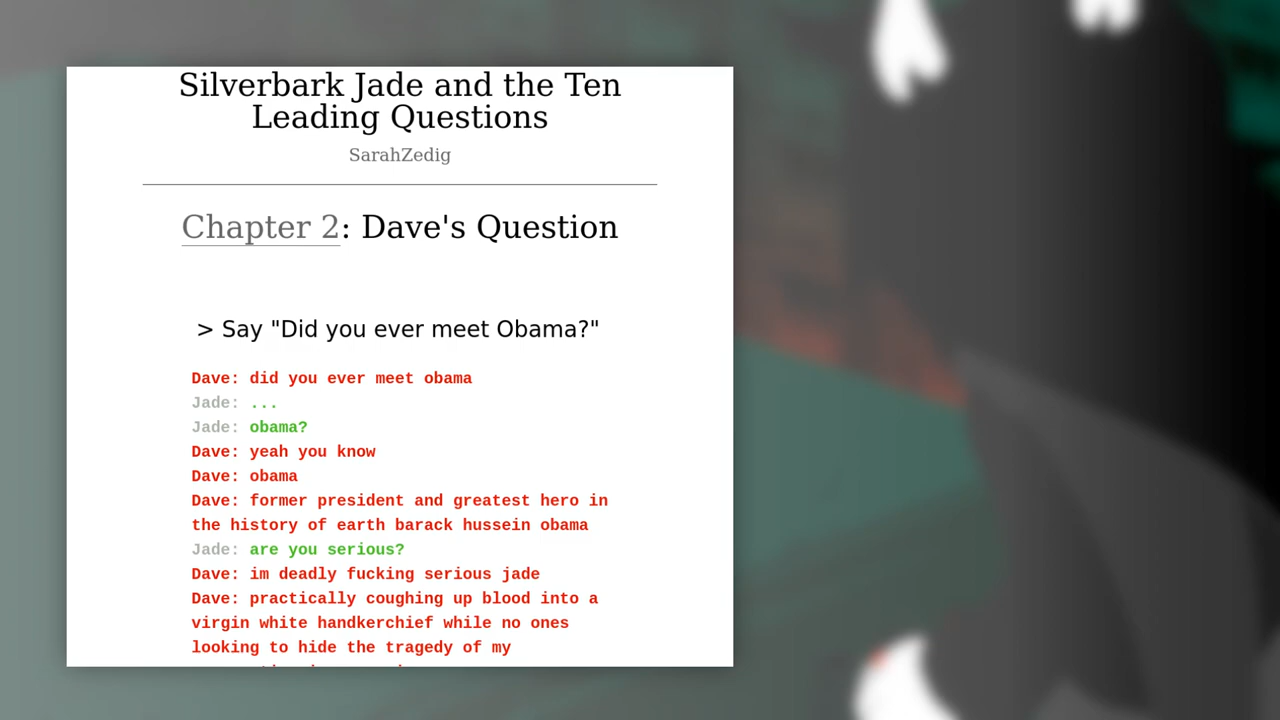 Silverbark Jade and the Ten
Leading Questions
SarahZedig
Chapter 2: Dave's Question
> Say "Did you ever meet Obama?"
Dave: did you ever meet obama
Jade: ...
Jade: obama?
Dave: yeah you know
Dave: obama
Dave: former president and greatest hero in
the history of earth barack hussein obama
Jade: are you serious?
Dave: im deadly fucking serious jade
Dave: practically coughing up blood into a
virgin white handkerchief while no ones
looking to hide the tragedy of my